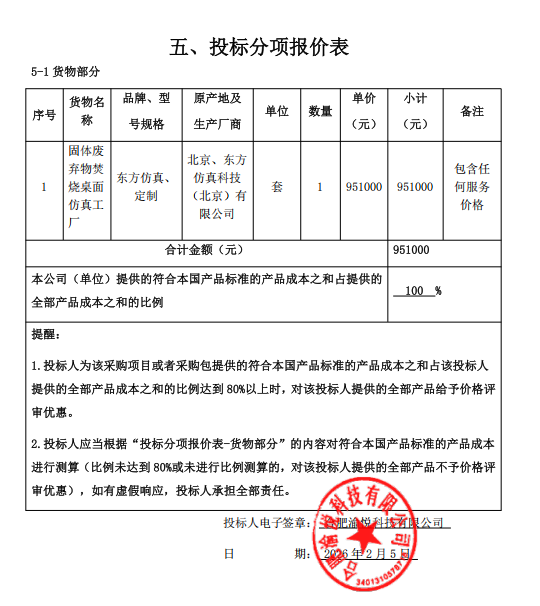 五、投标分项报价表
5-1 货物部分
序号 货物名称 品牌、型号规格 原产地及生产厂商 单位 数量 单价（元） 小计（元） 备注
1 固体废弃物焚烧桌面仿真工厂 东方仿真、定制 北京、东方仿真科技（北京）有限公司 套 1 951000 951000 包含任何服务价格
合计金额（元） 951000
本公司（单位）提供的符合本国产品标准的产品成本之和占提供的
全部产品成本之和的比例 100 %
提醒：
1.投标人为该采购项目或者采购包提供的符合本国产品标准的产品成本之和占该投标人
提供的全部产品成本之和的比例达到 80%以上时，对该投标人提供的全部产品给予价格评
审优惠。
2.投标人应当根据“投标分项报价表-货物部分”的内容对符合本国产品标准的产品成本
进行测算（比例未达到 80%或未进行比例测算的，对该投标人提供的全部产品不予价格评
审优惠），如有虚假响应，投标人承担全部责任。
投标人电子签章： 合肥渝悦科技有限公司
日 期： 2026 年 2 月 5 日